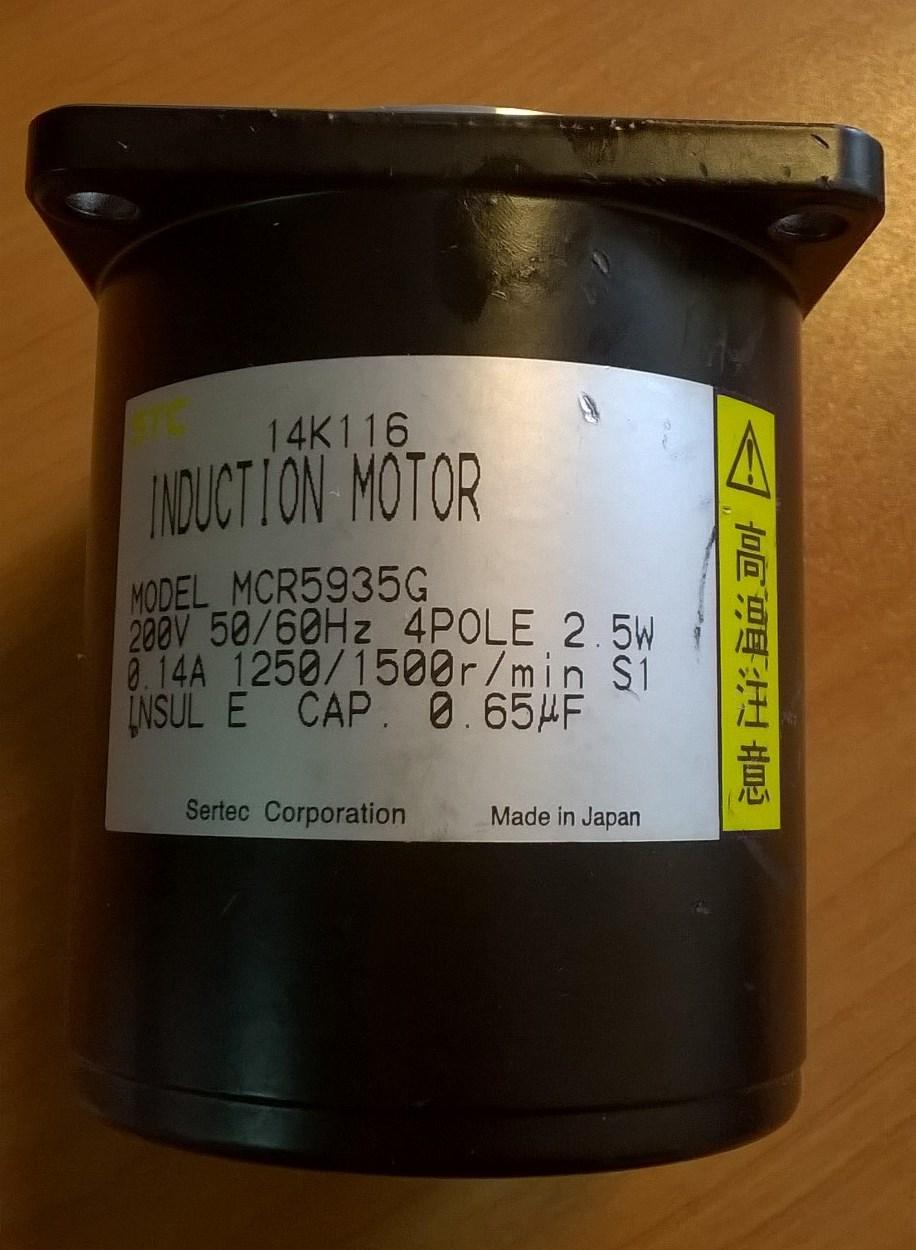 STC
14K116
INDUCTION MOTOR
MODEL MCR5935G
200V 50/60Hz 4POLE 2.5W
0.14A 1250/1500r/min S1
INSUL E CAP. 0.65μF
Sertec Corporation Made in Japan
高温注意